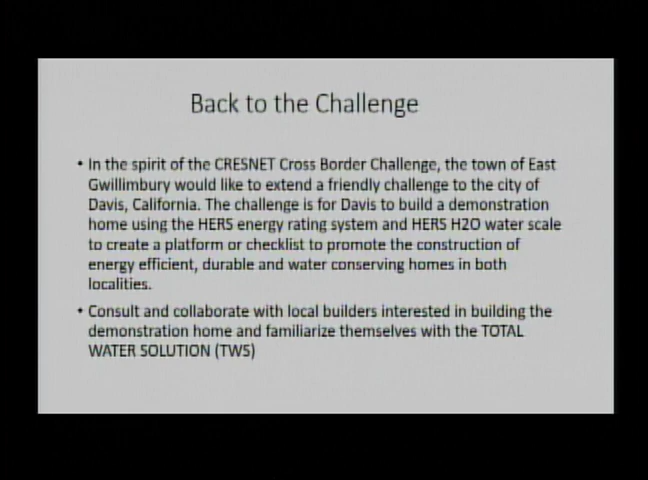 Back to the Challenge
• In the spirit of the CRESNET Cross Border Challenge, the town of East
Gwillimbury would like to extend a friendly challenge to the city of
Davis, California. The challenge is for Davis to build a demonstration
home using the HERS energy rating system and HERS H2O water scale
to create a platform or checklist to promote the construction of
energy efficient, durable and water conserving homes in both
localities.
• Consult and collaborate with local builders interested in building the
demonstration home and familiarize themselves with the TOTAL
WATER SOLUTION (TWS)